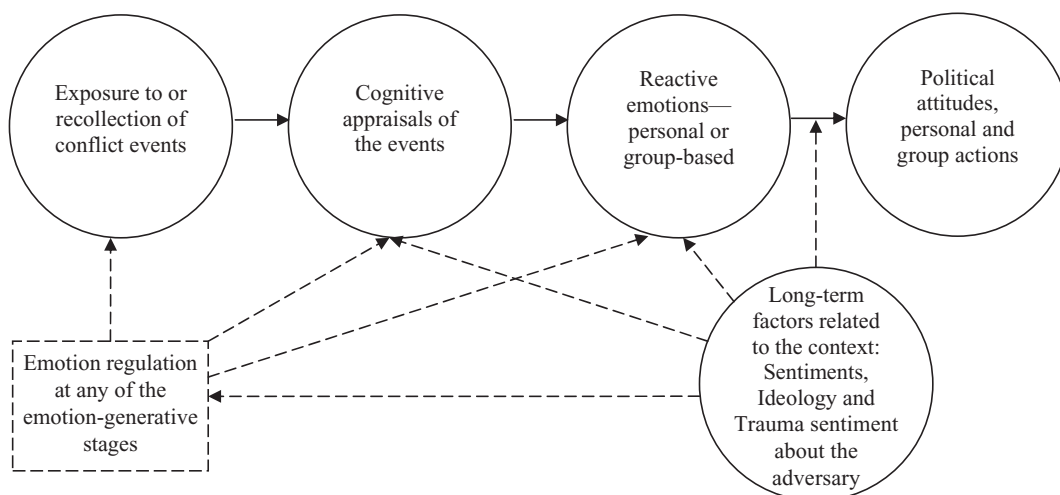 Exposure to or
recollection of
conflict events
Cognitive
appraisals of
the events
Reactive
emotions—
personal or
group-based
Political
attitudes,
personal and
group actions
Emotion regulation
at any of the
emotion-generative
stages
Long-term
factors related
to the context:
Sentiments,
Ideology and
Trauma sentiment
about the
adversary